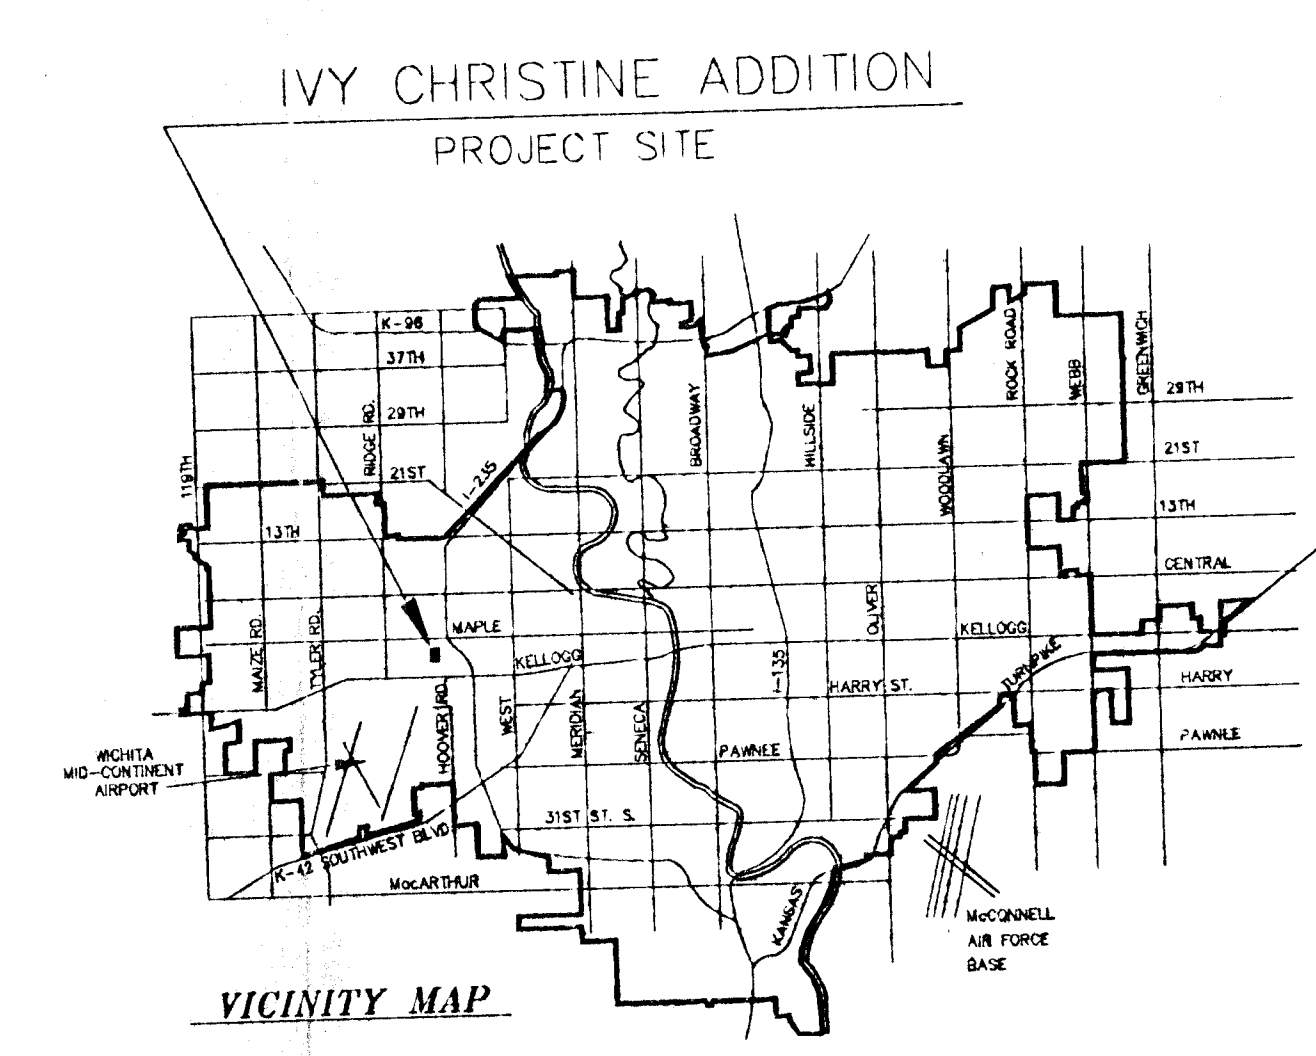 IVY CHRISTINE ADDITION
PROJECT SITE
K-96
37TH
29TH
21ST
13TH
119TH
RIDGE RD.
I-235
BROADWAY
HILLSIDE
WOODLAWN
ROCK ROAD
WEBB
GREENWICH
29TH
21ST
13TH
CENTRAL
MAIZE RD.
TYLER RD.
MAPLE
KELLOGG
OLIVER
KELLOGG
TURNPIKE
HARRY
HARRY ST.
I-135
HOOVER RD.
WEST
MERIDIAN
SENECA
PAWNEE
PAWNEE
WICHITA
MID-CONTINENT
AIRPORT
31ST ST. S.
K-42 SOUTHWEST BLVD
MacARTHUR
KANSAS
McCONNELL
AIR FORCE
BASE
VICINITY MAP